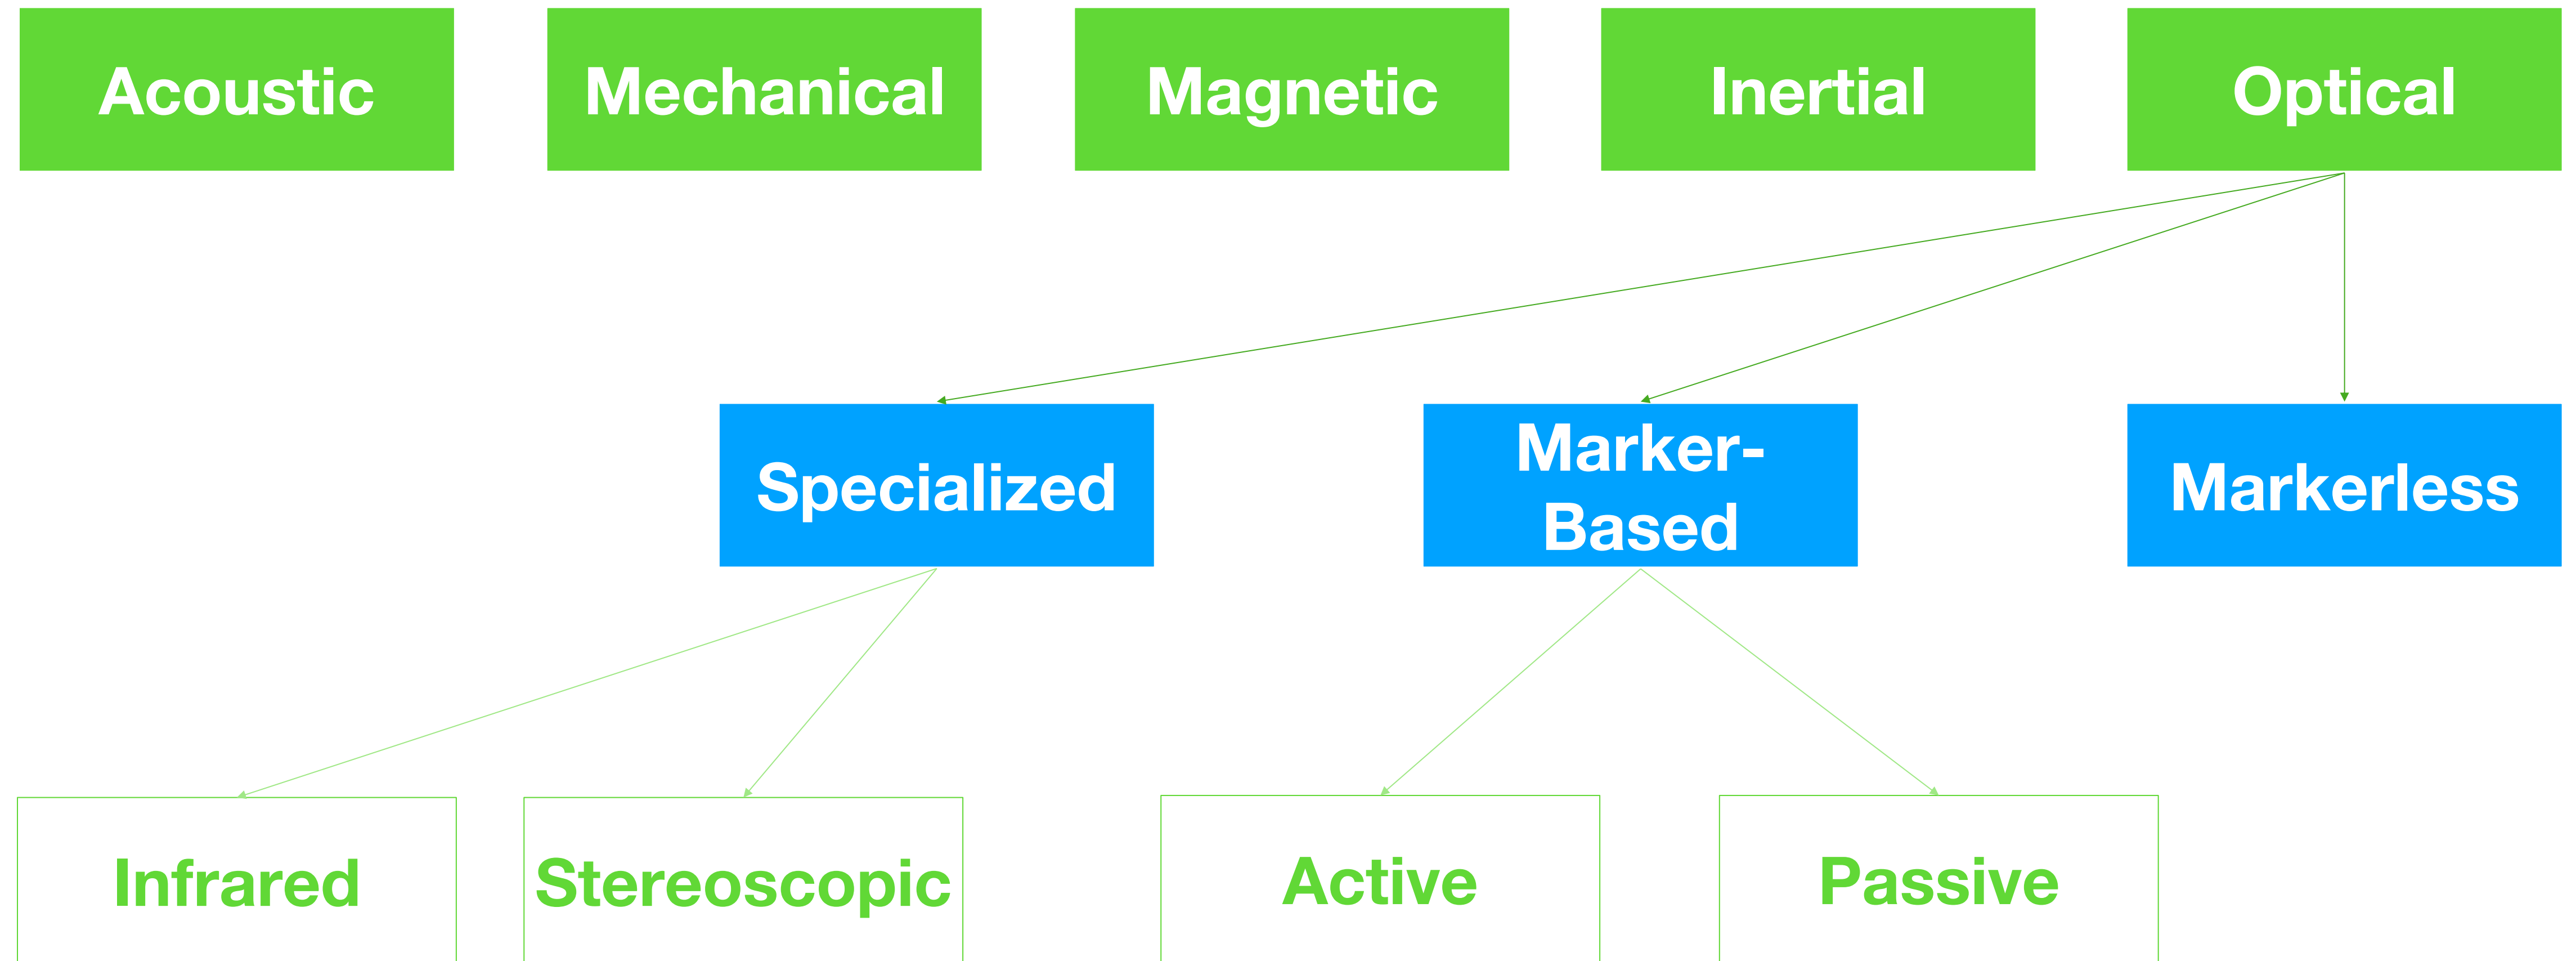 Acoustic
Mechanical
Magnetic
Inertial
Optical
Specialized
Marker-
Based
Markerless
Infrared
Stereoscopic
Active
Passive